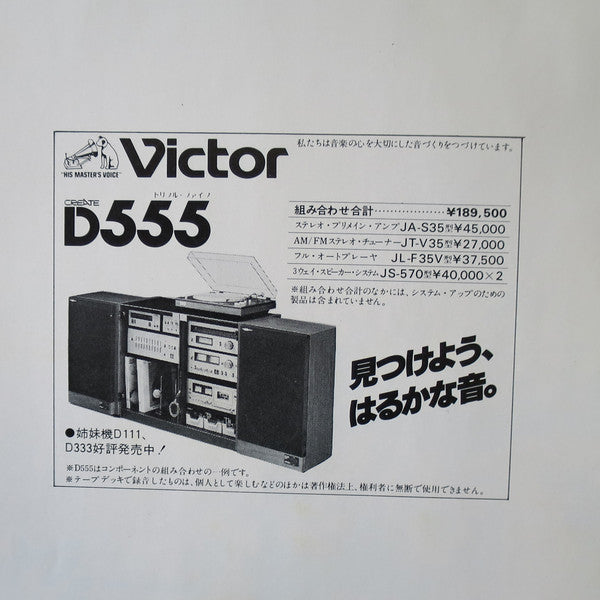 私たちは音楽の心を大切にした音づくりをつづけています。
"HIS MASTER'S VOICE"
Victor
トリプル・ファイブ
CREATE
D555
組み合わせ合計………………¥189,500
ステレオ・プリメイン・アンプJA-S35型¥45,000
AM/FMステレオ・チューナーJT-V35型¥27,000
フル・オートプレーヤ JL-F35V型¥37,500
3ウェイ・スピーカー・システムJS-570型¥40,000×2
※組み合わせ合計のなかには、システム・アップのための
製品は含まれていません。
見つけよう、
はるかな音。
●姉妹機D111、
D333好評発売中!
※D555はコンポーネントの組み合わせの一例です。
※テープデッキで録音したものは、個人として楽しむなどのほかは著作権法上、権利者に無断で使用できません。